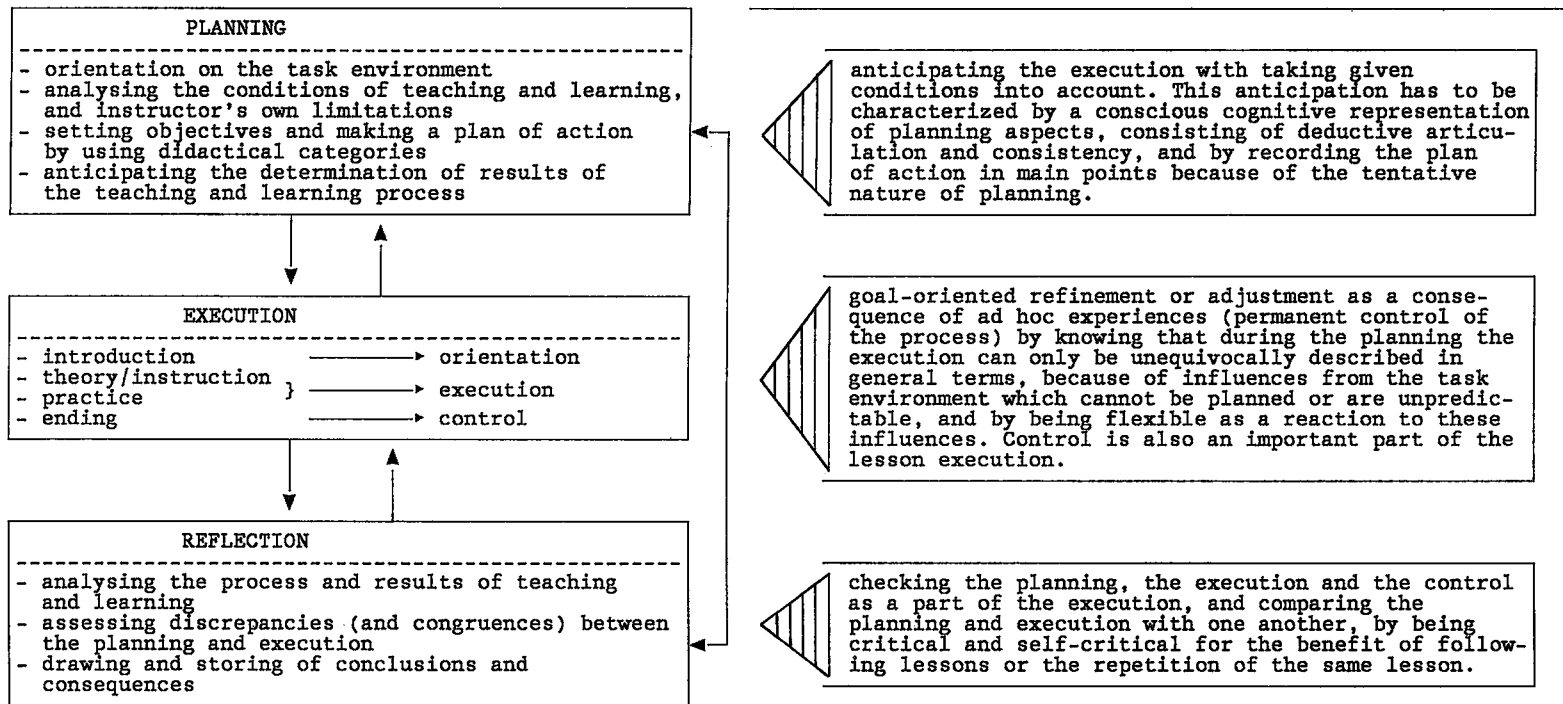 PLANNING
- orientation on the task environment
- analysing the conditions of teaching and learning,
and instructor's own limitations
- setting objectives and making a plan of action
by using didactical categories
- anticipating the determination of results of
the teaching and learning process
anticipating the execution with taking given
conditions into account. This anticipation has to be
characterized by a conscious cognitive representation
of planning aspects, consisting of deductive articu-
lation and consistency, and by recording the plan
of action in main points because of the tentative
nature of planning.
EXECUTION
- introduction → orientation
- theory/instruction
} → execution
- practice
- ending → control
goal-oriented refinement or adjustment as a conse-
quence of ad hoc experiences (permanent control of
the process) by knowing that during the planning the
execution can only be unequivocally described in
general terms, because of influences from the task
environment which cannot be planned or are unpredic-
table, and by being flexible as a reaction to these
influences. Control is also an important part of the
lesson execution.
REFLECTION
- analysing the process and results of teaching
and learning
- assessing discrepancies (and congruences) between
the planning and execution
- drawing and storing of conclusions and
consequences
checking the planning, the execution and the control
as a part of the execution, and comparing the
planning and execution with one another, by being
critical and self-critical for the benefit of follow-
ing lessons or the repetition of the same lesson.